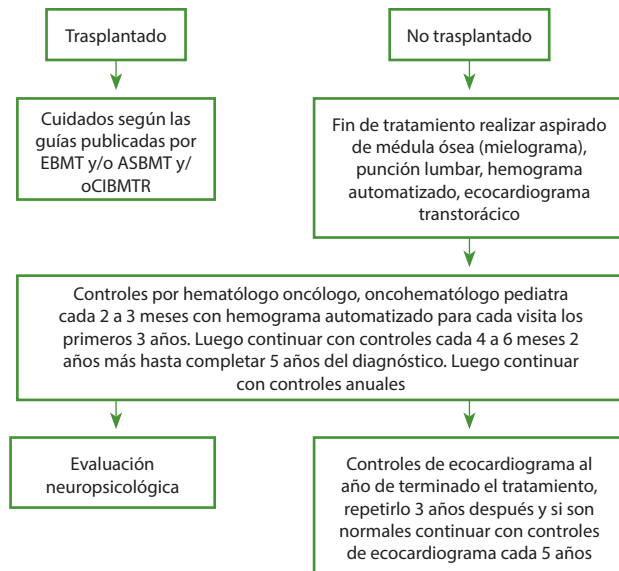 Trasplantado
No trasplantado
Cuidados según las
guías publicadas por
EBMT y/o ASBMT y/
oCIBMTR
Fin de tratamiento realizar aspirado
de médula ósea (mielograma),
punción lumbar, hemograma
automatizado, ecocardiograma
transtorácico
Controles por hematólogo oncólogo, oncohematólogo pediatra
cada 2 a 3 meses con hemograma automatizado para cada visita los
primeros 3 años. Luego continuar con controles cada 4 a 6 meses 2
años más hasta completar 5 años del diagnóstico. Luego continuar
con controles anuales
Evaluación
neuropsicológica
Controles de ecocardiograma al
año de terminado el tratamiento,
repetirlo 3 años después y si son
normales continuar con controles
de ecocardiograma cada 5 años